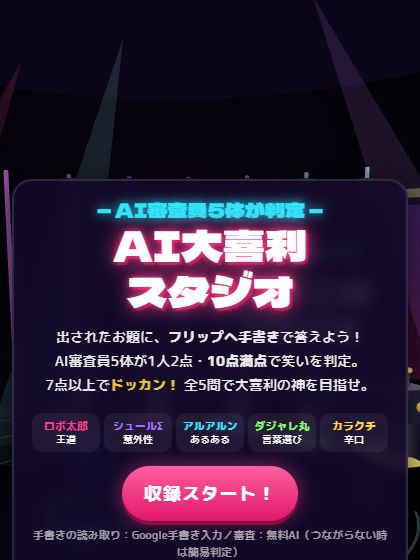 – AI審査員5体が判定 –
AI大喜利
スタジオ
出されたお題に、フリップへ手書きで答えよう！
AI審査員5体が1人2点・10点満点で笑いを判定。
7点以上でドッカン！ 全5問で大喜利の神を目指せ。
ロボ太郎 シュールΣ アルアルン ダジャレ丸 カラクチ
王道 意外性 あるある 言葉選び 辛口
収録スタート！
手書きの読み取り：Google手書き入力／審査：無料AI（つながらない時
は簡易判定）